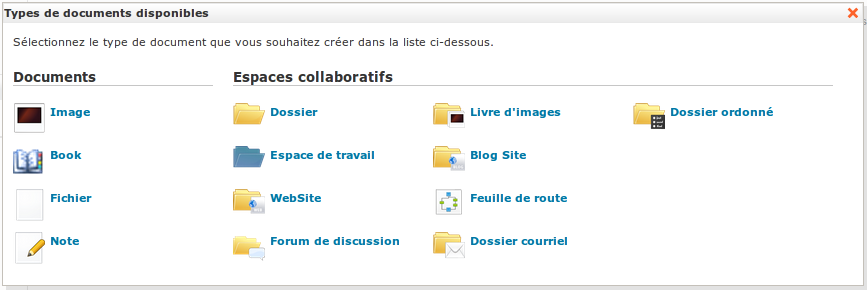 Types de documents disponibles
Sélectionnez le type de document que vous souhaitez créer dans la liste ci-dessous.
Documents
Image
Book
Fichier
Note
Espaces collaboratifs
Dossier
Livre d'images
Dossier ordonné
Espace de travail
Blog Site
WebSite
Feuille de route
Forum de discussion
Dossier courriel